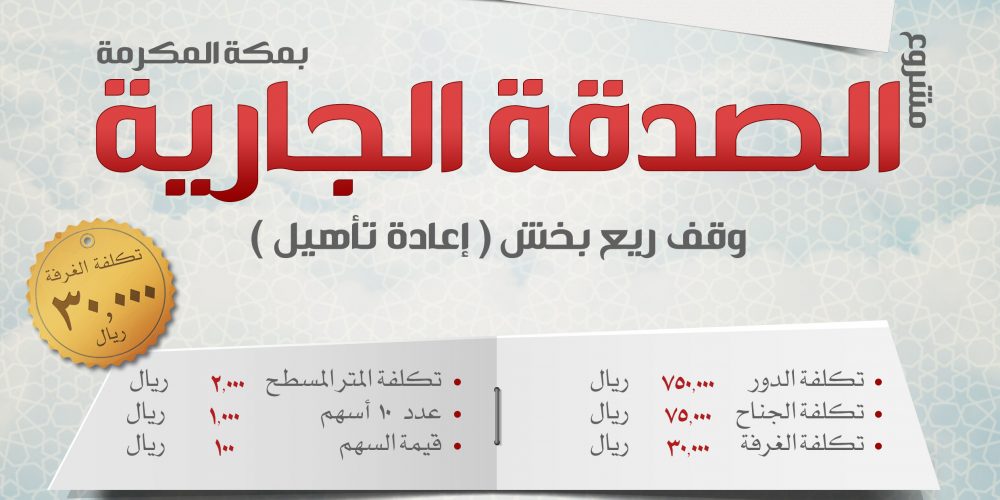 مشروع
الصدقة الجارية
بمكة المكرمة
وقف ريع بخش ( إعادة تأهيل )
تكلفة الغرفة
٣٠,٠٠٠
ريال
• تكلفة الدور ٧٥٠,٠٠٠ ريال
• تكلفة الجناح ٧٥,٠٠٠ ريال
• تكلفة الغرفة ٣٠,٠٠٠ ريال
• تكلفة المتر المسطح ٢,٠٠٠ ريال
• عدد ١٠ أسهم ١,٠٠٠ ريال
• قيمة السهم ١٠٠ ريال